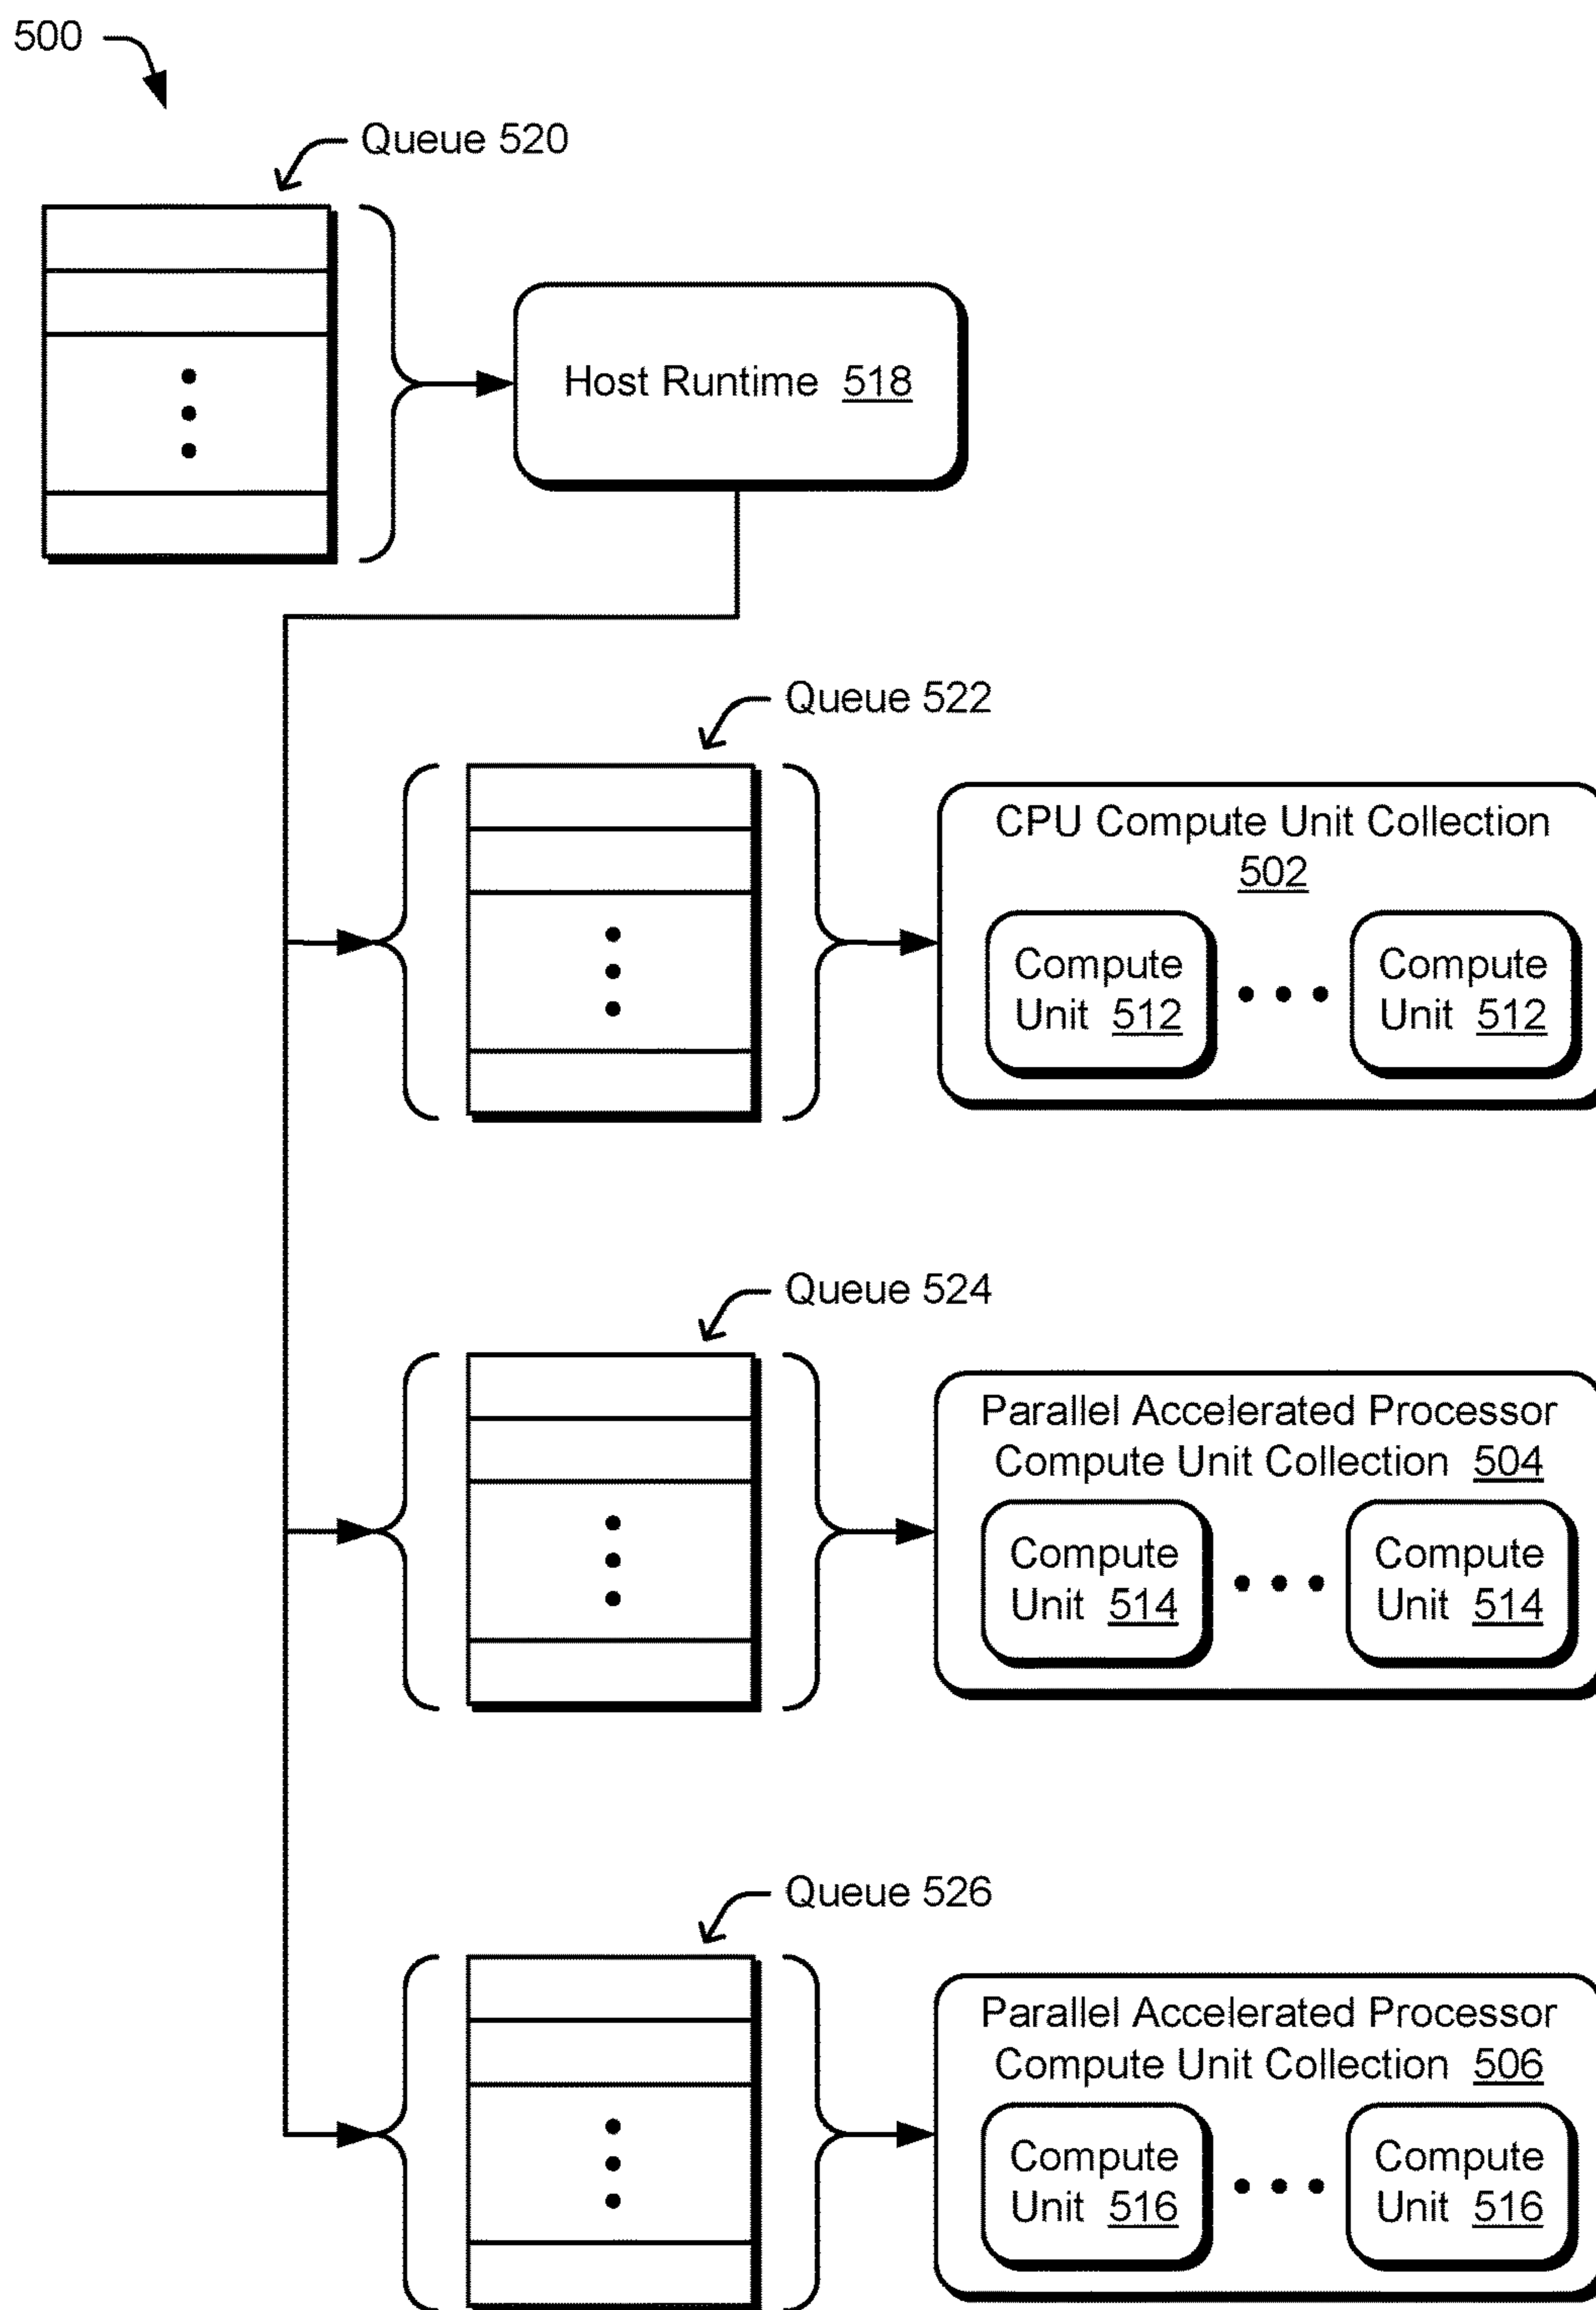 500
Queue 520
Host Runtime 518
Queue 522
CPU Compute Unit Collection
502
Compute
Unit 512
Compute
Unit 512
Queue 524
Parallel Accelerated Processor
Compute Unit Collection 504
Compute
Unit 514
Compute
Unit 514
Queue 526
Parallel Accelerated Processor
Compute Unit Collection 506
Compute
Unit 516
Compute
Unit 516